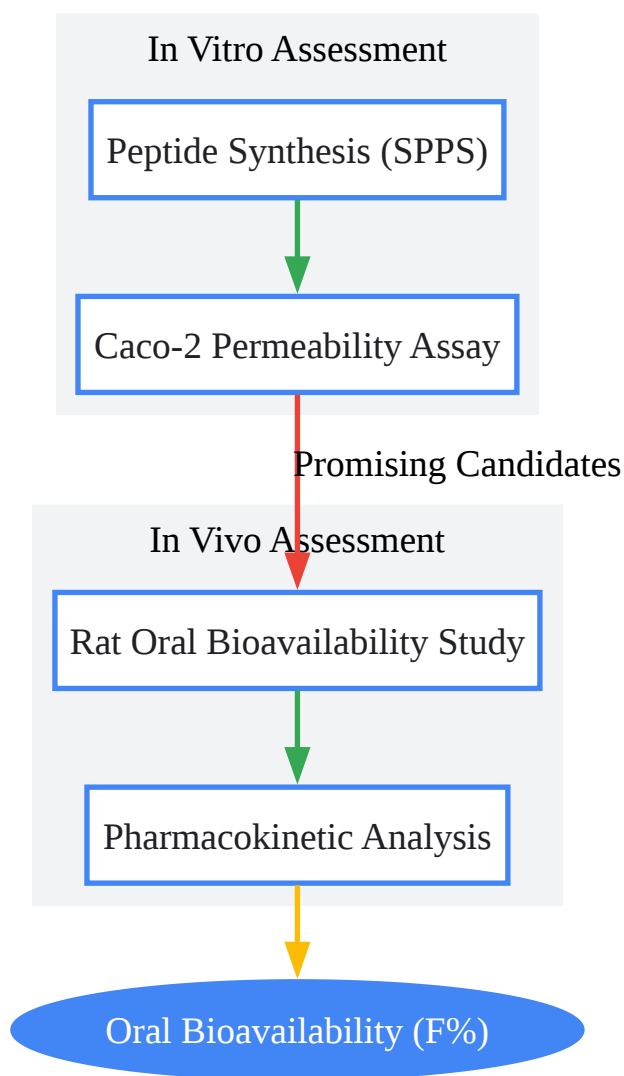 In Vitro Assessment
Peptide Synthesis (SPPS)
Caco-2 Permeability Assay
Promising Candidates
In Vivo Assessment
Rat Oral Bioavailability Study
Pharmacokinetic Analysis
Oral Bioavailability (F%)